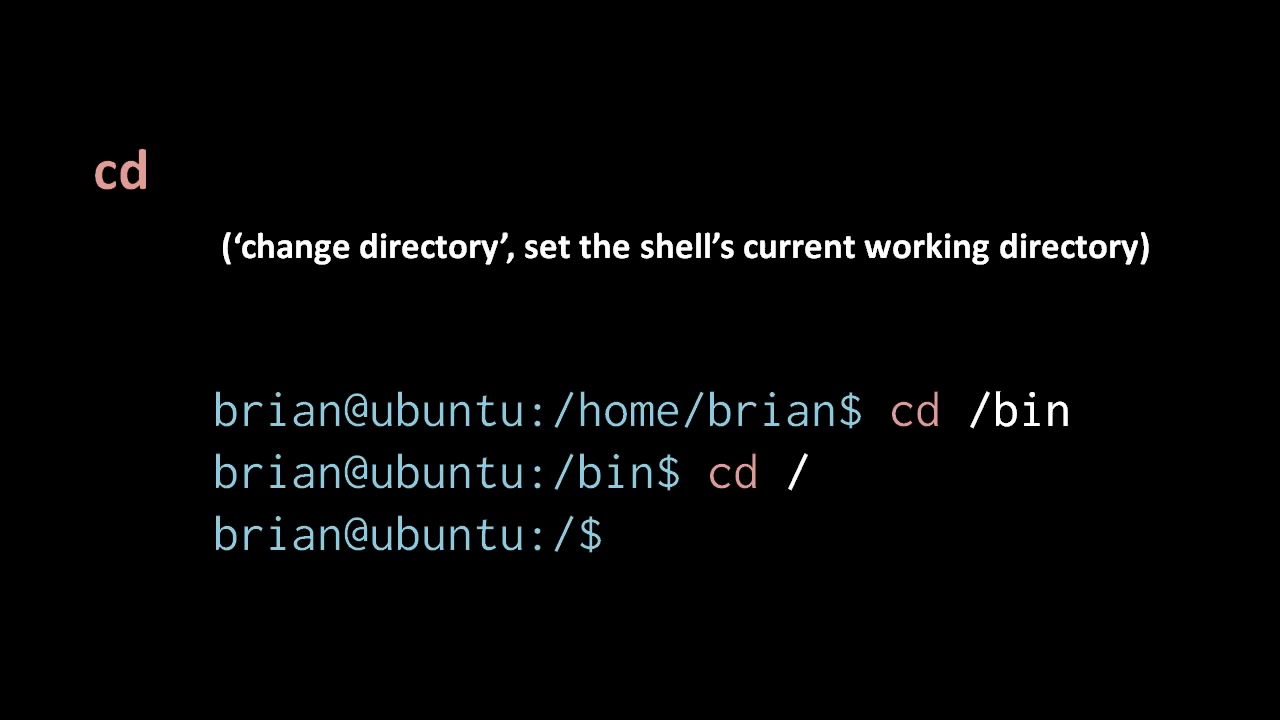 cd
(‘change directory’, set the shell’s current working directory)
brian@ubuntu:/home/brian$ cd /bin
brian@ubuntu:/bin$ cd /
brian@ubuntu:/$